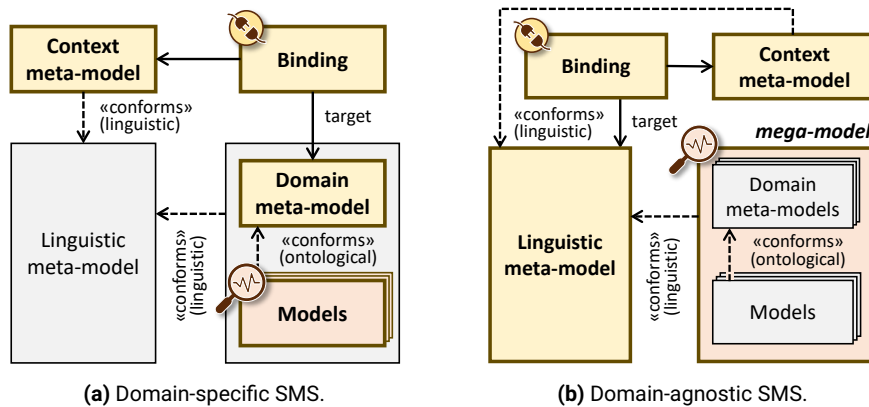 Context
meta-model
Binding
«conforms»
(linguistic)
target
Linguistic
meta-model
Domain
meta-model
«conforms»
(linguistic)
«conforms»
(ontological)
Models
(a) Domain-specific SMS.
Binding
Context
meta-model
«conforms»
(linguistic)
target
mega-model
Linguistic
meta-model
Domain
meta-models
«conforms»
(linguistic)
«conforms»
(ontological)
Models
(b) Domain-agnostic SMS.